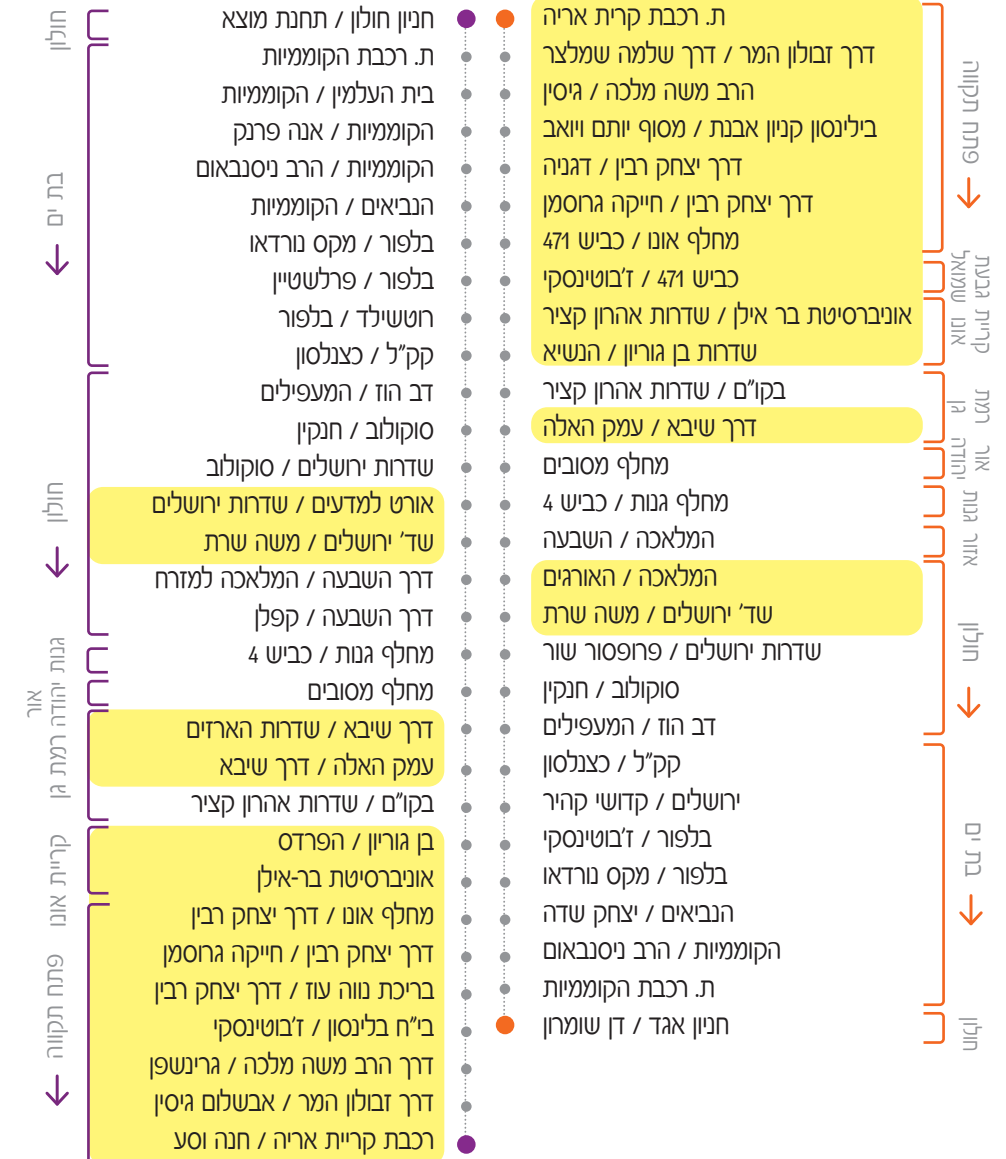 פתח תקווה
ת. רכבת קרית אריה
דרך זבולון המר / דרך שלמה שמלצר
הרב משה מלכה / גיסין
בילינסון קניון אבנת / מסוף יותם ויואב
דרך יצחק רבין / דגניה
דרך יצחק רבין / חייקה גרוסמן
מחלף אונו / כביש 471
גבעת שמואל
כביש 471 / ז'בוטינסקי
קריית אונו
אוניברסיטת בר אילן / שדרות אהרון קציר
שדרות בן גוריון / הנשיא
רמת גן
בקו"ם / שדרות אהרון קציר
דרך שיבא / עמק האלה
אור יהודה
מחלף מסובים
גנות
מחלף גנות / כביש 4
אזור
המלאכה / השבעה
חולון
המלאכה / האורגים
שד' ירושלים / משה שרת
שדרות ירושלים / פרופסור שור
סוקולוב / חנקין
דב הוז / המעפילים
בת ים
קק"ל / כצנלסון
ירושלים / קדושי קהיר
בלפור / ז'בוטינסקי
בלפור / מקס נורדאו
הנביאים / יצחק שדה
הקוממיות / הרב ניסנבאום
ת. רכבת הקוממיות
חולון
חניון אגד / דן שומרון
חולון
חניון חולון / תחנת מוצא
בת ים
ת. רכבת הקוממיות
בית העלמין / הקוממיות
הקוממיות / אנה פרנק
הקוממיות / הרב ניסנבאום
הנביאים / הקוממיות
בלפור / מקס נורדאו
בלפור / פרלשטיין
רוטשילד / בלפור
קק"ל / כצנלסון
חולון
דב הוז / המעפילים
סוקולוב / חנקין
שדרות ירושלים / סוקולוב
אורט למדעים / שדרות ירושלים
שד' ירושלים / משה שרת
דרך השבעה / המלאכה למזרח
דרך השבעה / קפלן
גנות
מחלף גנות / כביש 4
אור יהודה
מחלף מסובים
רמת גן
דרך שיבא / שדרות הארזים
עמק האלה / דרך שיבא
בקו"ם / שדרות אהרון קציר
קריית אונו
בן גוריון / הפרדס
אוניברסיטת בר-אילן
פתח תקווה
מחלף אונו / דרך יצחק רבין
דרך יצחק רבין / חייקה גרוסמן
בריכת נווה עוז / דרך יצחק רבין
בי"ח בלינסון / ז'בוטינסקי
דרך הרב משה מלכה / גרינשפן
דרך זבולון המר / אבשלום גיסין
רכבת קריית אריה / חנה וסע